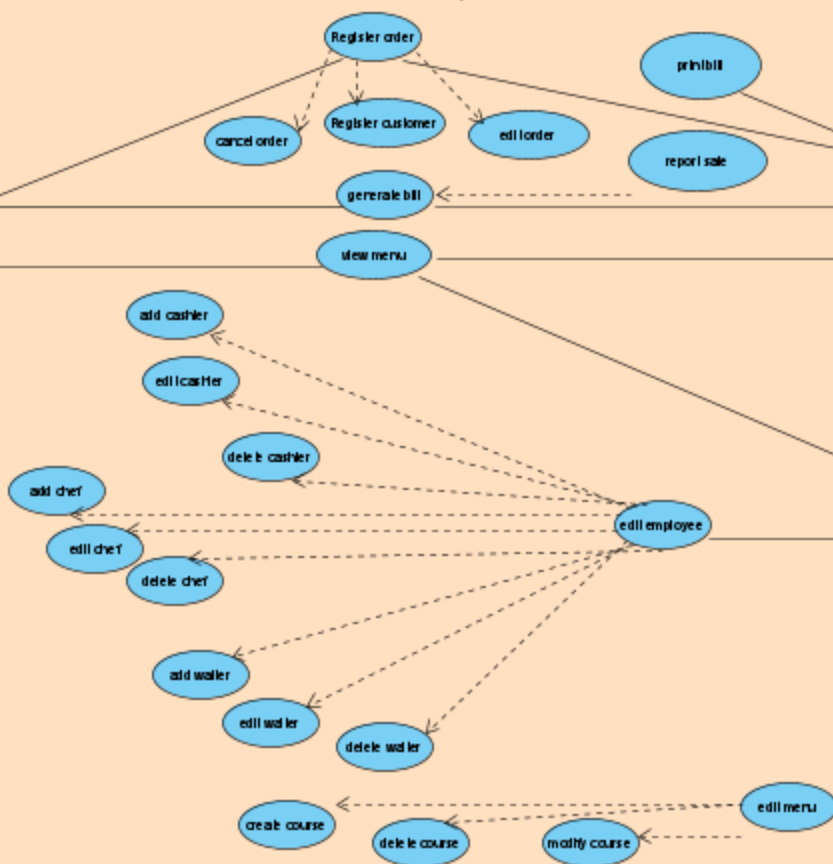 Register order
print bill
cancel order
Register customer
edit order
report sale
generate bill
view menu
add cashier
edit cashier
delete cashier
add chef
edit employee
edit chef
delete chef
add waiter
edit waiter
delete waiter
edit menu
create course
delete course
modify course